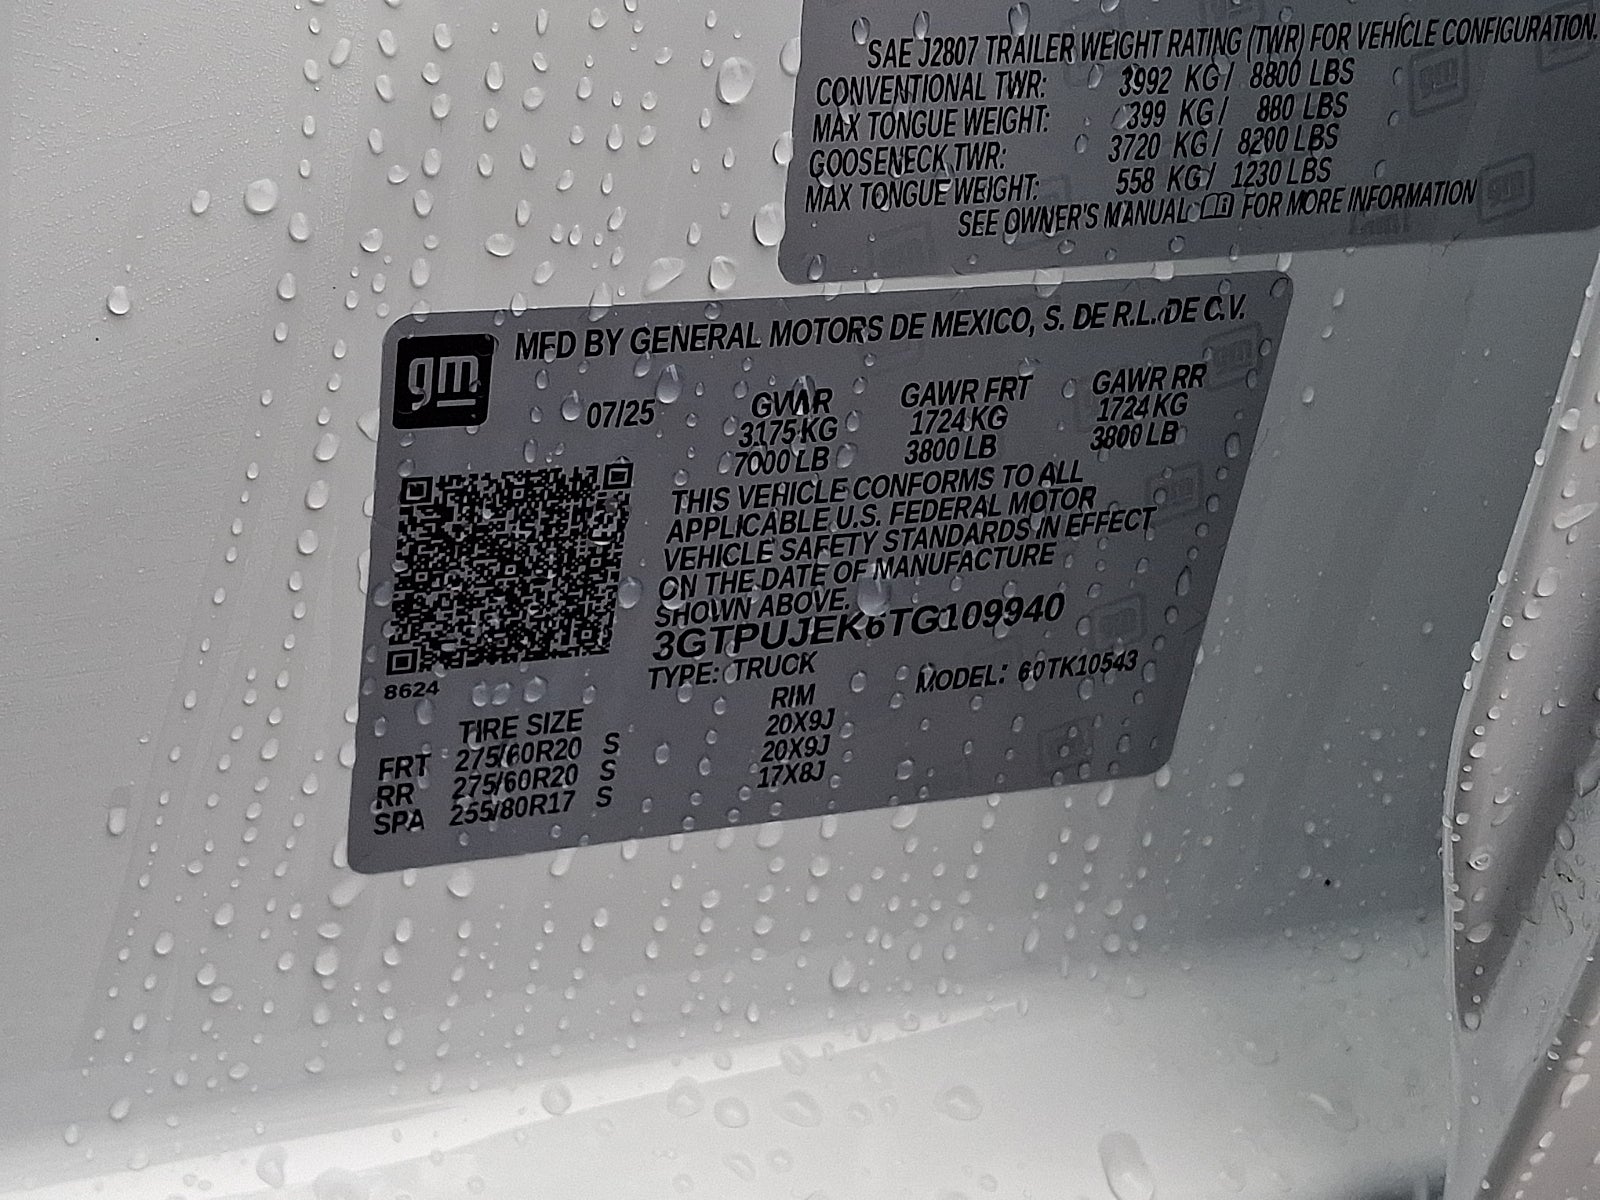 SAE J2807 TRAILER WEIGHT RATING (TWR) FOR VEHICLE CONFIGURATION.
CONVENTIONAL TWR: 3992 KG / 8800 LBS
MAX TONGUE WEIGHT: 399 KG / 880 LBS
GOOSENECK TWR: 3720 KG / 8200 LBS
MAX TONGUE WEIGHT: 558 KG / 1230 LBS
SEE OWNER'S MANUAL FOR MORE INFORMATION
gm
MFD BY GENERAL MOTORS DE MEXICO, S. DE R.L. DE C.V.
07/25 GVWR GAWR FRT GAWR RR
3175 KG 1724 KG 1724 KG
7000 LB 3800 LB 3800 LB
THIS VEHICLE CONFORMS TO ALL
APPLICABLE U.S. FEDERAL MOTOR
VEHICLE SAFETY STANDARDS IN EFFECT
ON THE DATE OF MANUFACTURE
SHOWN ABOVE.
3GTPUJEK6TG109940
TYPE: TRUCK MODEL: 60TK10543
8624
TIRE SIZE RIM
FRT 275/60R20 S 20X9J
RR 275/60R20 S 20X9J
SPA 255/80R17 S 17X8J